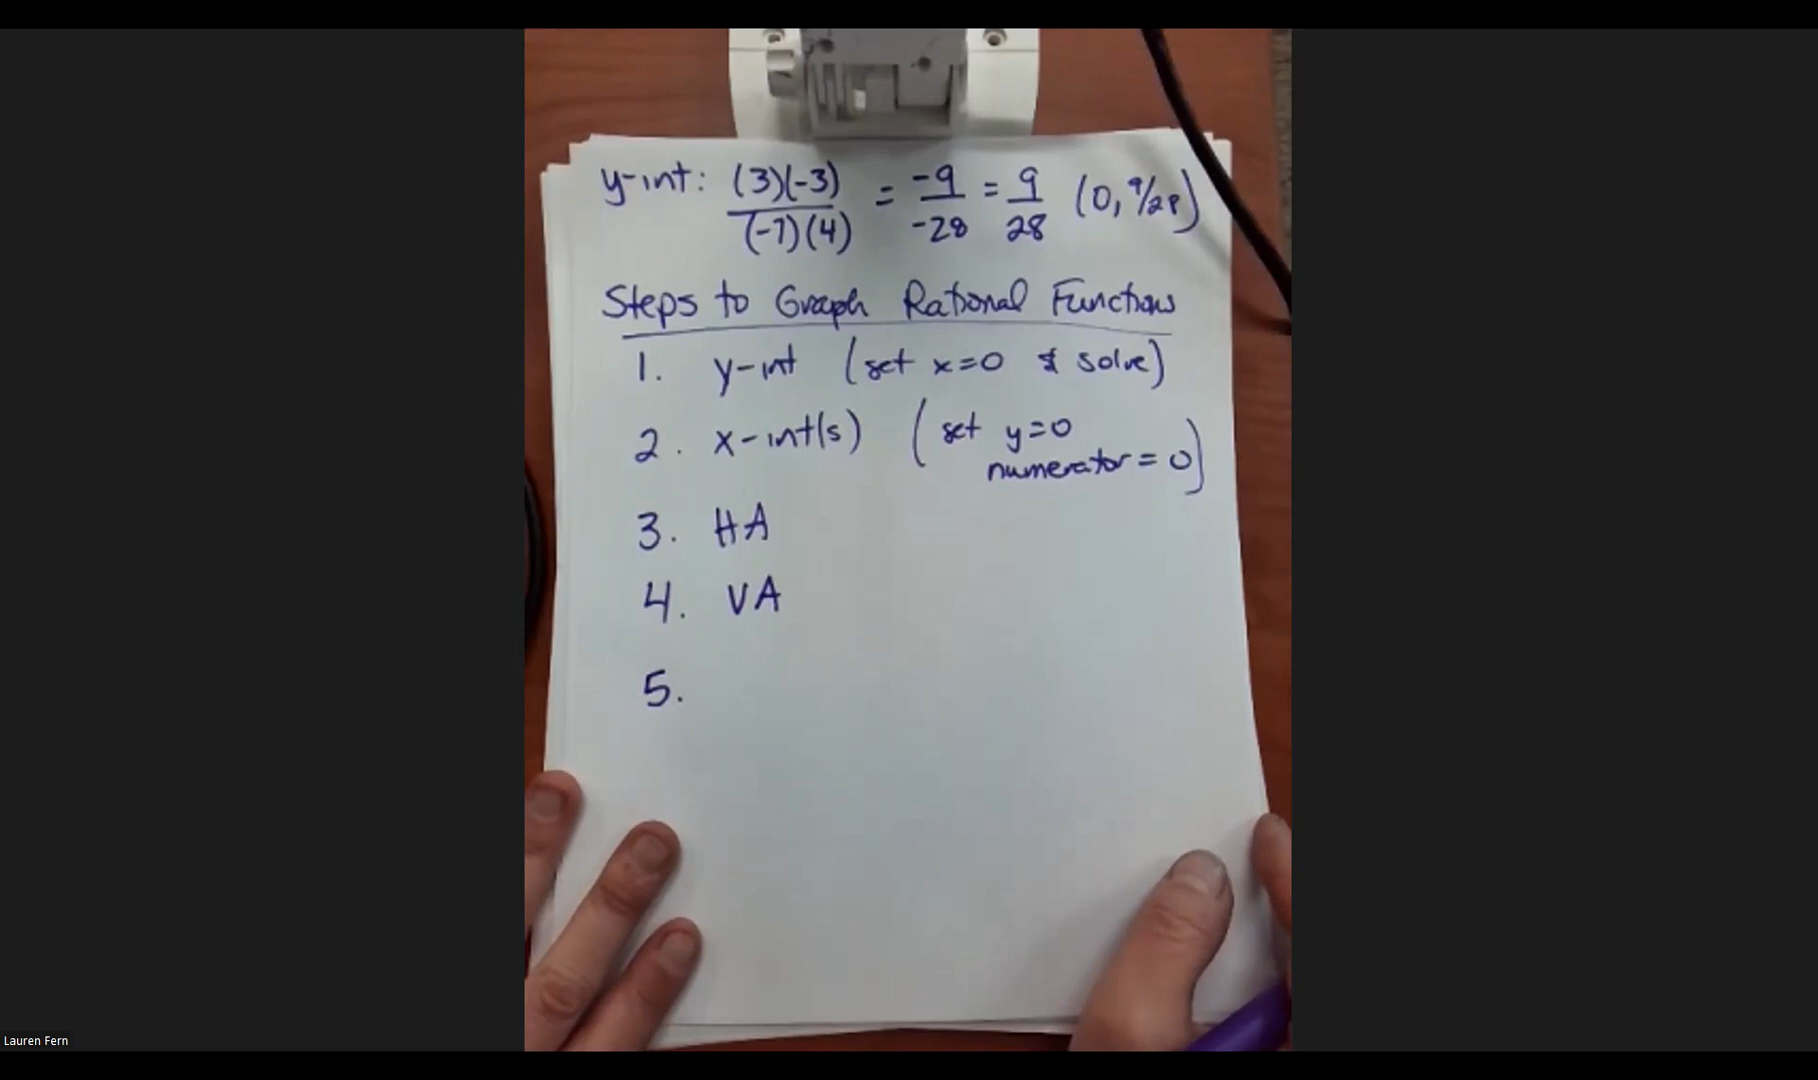 y-int: (3)(-3)/(-7)(4) = -9/-28 = 9/28 (0, 9/28)
Steps to Graph Rational Functions
1. y-int (set x=0 & solve)
2. x-int(s) (set y=0
numerator = 0)
3. HA
4. VA
5.
Lauren Fern